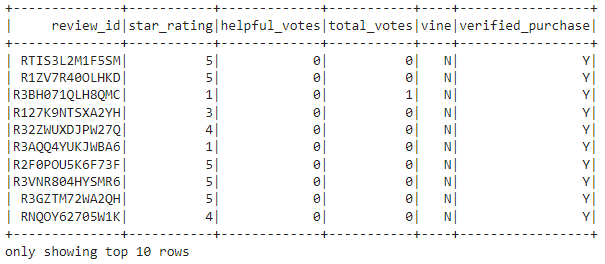 +--------------+-----------+-------------+-----------+----+-----------------+
|     review_id|star_rating|helpful_votes|total_votes|vine|verified_purchase|
+--------------+-----------+-------------+-----------+----+-----------------+
| RTIS3L2M1F5SM|          5|            0|          0|   N|                Y|
| R1ZV7R40OLHKD|          5|            0|          0|   N|                Y|
|R3BH071QLH8QMC|          1|            0|          1|   N|                Y|
|R127K9NTSXA2YH|          3|            0|          0|   N|                Y|
|R32ZWUXDJPW27Q|          4|            0|          0|   N|                Y|
|R3AQQ4YUKJWBA6|          1|            0|          0|   N|                Y|
|R2F0POU5K6F73F|          5|            0|          0|   N|                Y|
|R3VNR804HYSMR6|          5|            0|          0|   N|                Y|
| R3GZTM72WA2QH|          5|            0|          0|   N|                Y|
| RNQOY62705W1K|          4|            0|          0|   N|                Y|
+--------------+-----------+-------------+-----------+----+-----------------+
only showing top 10 rows